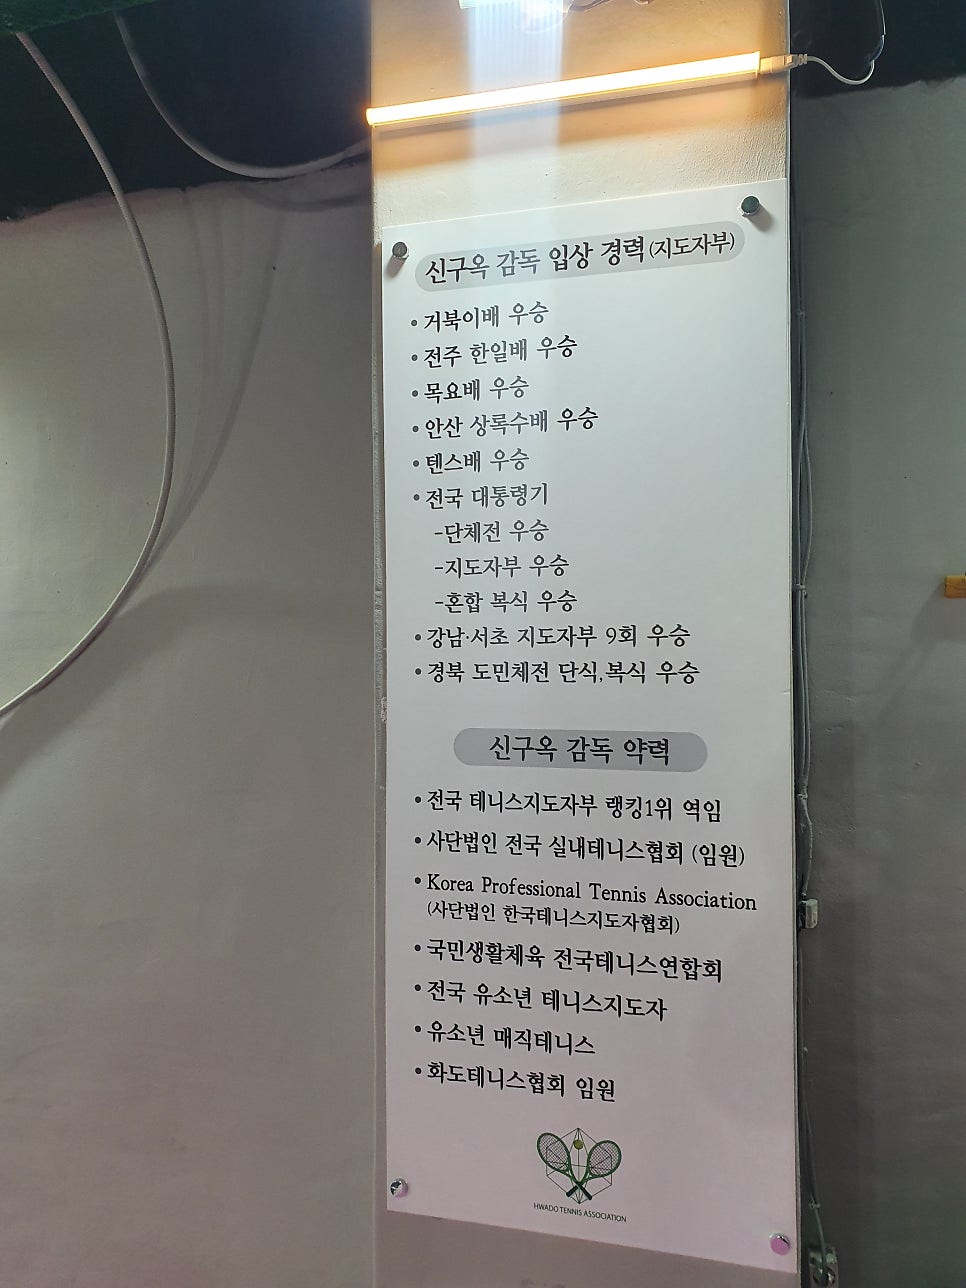 신구옥 감독 입상 경력(지도자부)
• 거북이배 우승
• 전주 한일배 우승
• 목요배 우승
• 안산 상록수배 우승
• 텐스배 우승
• 전국 대통령기
-단체전 우승
-지도자부 우승
-혼합 복식 우승
• 강남·서초 지도자부 9회 우승
• 경북 도민체전 단식,복식 우승
신구옥 감독 약력
• 전국 테니스지도자부 랭킹1위 역임
• 사단법인 전국 실내테니스협회 (임원)
• Korea Professional Tennis Association
(사단법인 한국테니스지도자협회)
• 국민생활체육 전국테니스연합회
• 전국 유소년 테니스지도자
• 유소년 매직테니스
• 화도테니스협회 임원
HWADO TENNIS ASSOCIATION